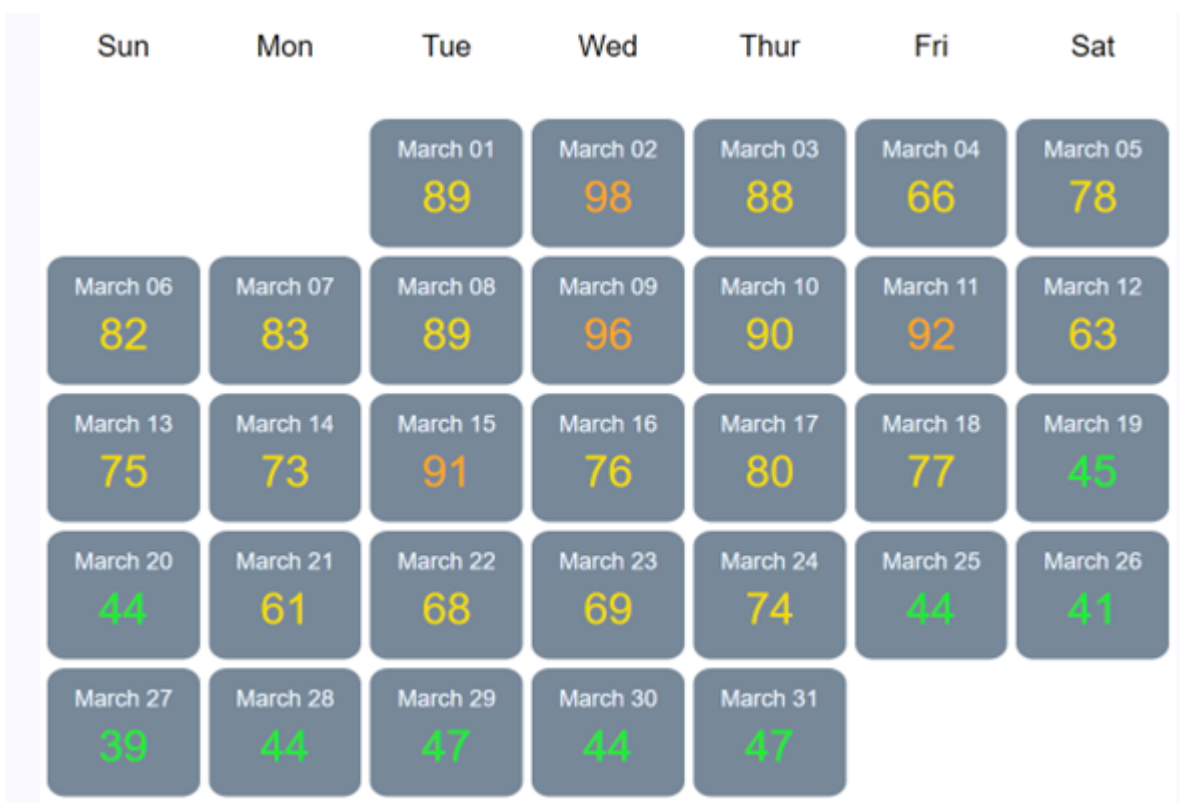 Sun Mon Tue Wed Thur Fri Sat
March 01 March 02 March 03 March 04 March 05
89 98 88 66 78
March 06 March 07 March 08 March 09 March 10 March 11 March 12
82 83 89 96 90 92 63
March 13 March 14 March 15 March 16 March 17 March 18 March 19
75 73 91 76 80 77 45
March 20 March 21 March 22 March 23 March 24 March 25 March 26
44 61 68 69 74 44 41
March 27 March 28 March 29 March 30 March 31
39 44 47 44 47